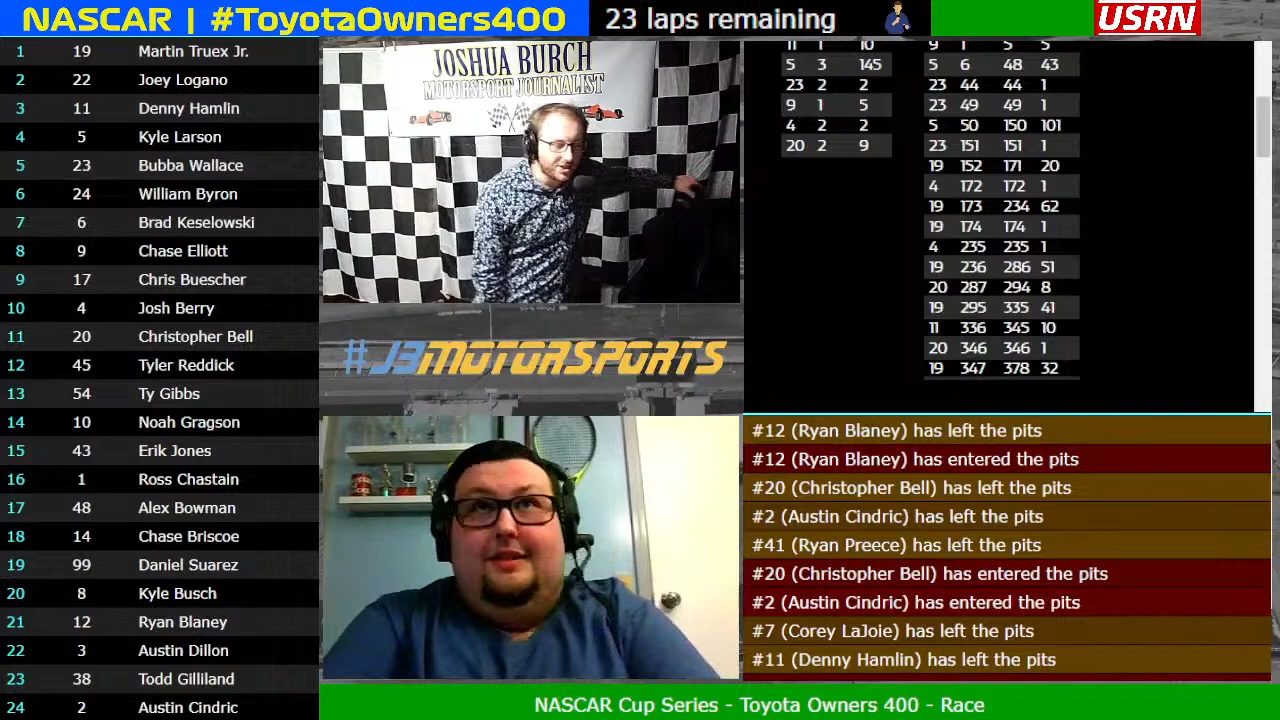 NASCAR | #ToyotaOwners400
23 laps remaining
USRN
1 19 Martin Truex Jr.
2 22 Joey Logano
3 11 Denny Hamlin
4 5 Kyle Larson
5 23 Bubba Wallace
6 24 William Byron
7 6 Brad Keselowski
8 9 Chase Elliott
9 17 Chris Buescher
10 4 Josh Berry
11 20 Christopher Bell
12 45 Tyler Reddick
13 54 Ty Gibbs
14 10 Noah Gragson
15 43 Erik Jones
16 1 Ross Chastain
17 48 Alex Bowman
18 14 Chase Briscoe
19 99 Daniel Suarez
20 8 Kyle Busch
21 12 Ryan Blaney
22 3 Austin Dillon
23 38 Todd Gilliland
24 2 Austin Cindric
JOSHUA BURCH
MOTORSPORT JOURNALIST
#JBMOTORSPORTS
11 1 10
5 3 145
23 2 2
9 1 5
4 2 2
20 2 9
9 1 5 5
5 6 48 43
23 44 44 1
23 49 49 1
5 50 150 101
23 151 151 1
19 152 171 20
4 172 172 1
19 173 234 62
19 174 174 1
4 235 235 1
19 236 286 51
20 287 294 8
19 295 335 41
11 336 345 10
20 346 346 1
19 347 378 32
#12 (Ryan Blaney) has left the pits
#12 (Ryan Blaney) has entered the pits
#20 (Christopher Bell) has left the pits
#2 (Austin Cindric) has left the pits
#41 (Ryan Preece) has left the pits
#20 (Christopher Bell) has entered the pits
#2 (Austin Cindric) has entered the pits
#7 (Corey LaJoie) has left the pits
#11 (Denny Hamlin) has left the pits
NASCAR Cup Series - Toyota Owners 400 - Race